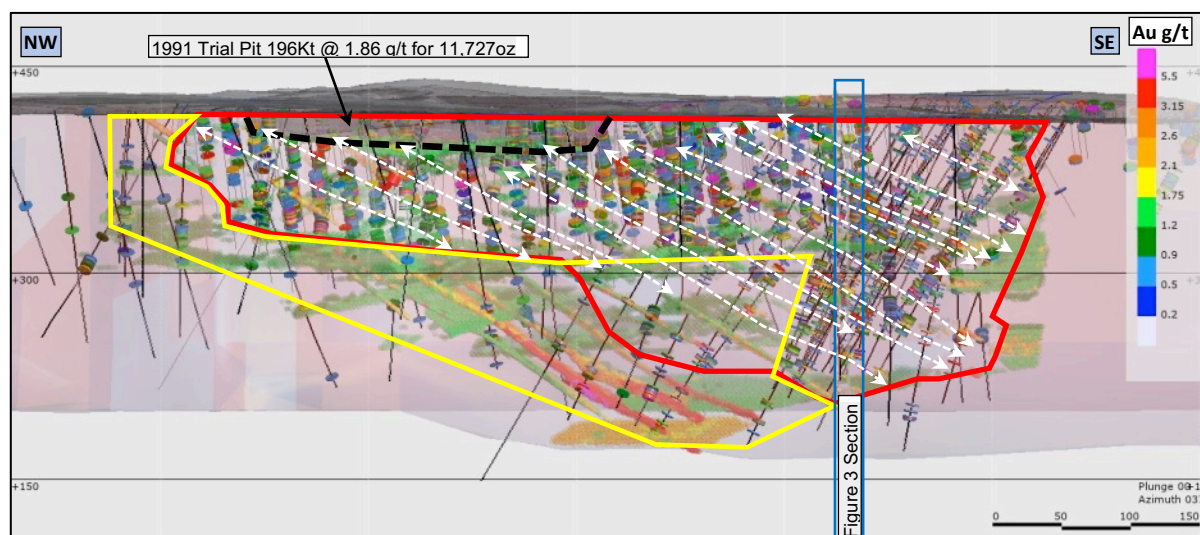 NW
SE
Au g/t
1991 Trial Pit 196Kt @ 1.86 g/t for 11,727oz
+450
5.5
3.15
2.6
2.1
1.75
1.2
0.9
0.5
0.2
+300
Figure 3 Section
+150
Plunge
Azimuth
0 50 100 150